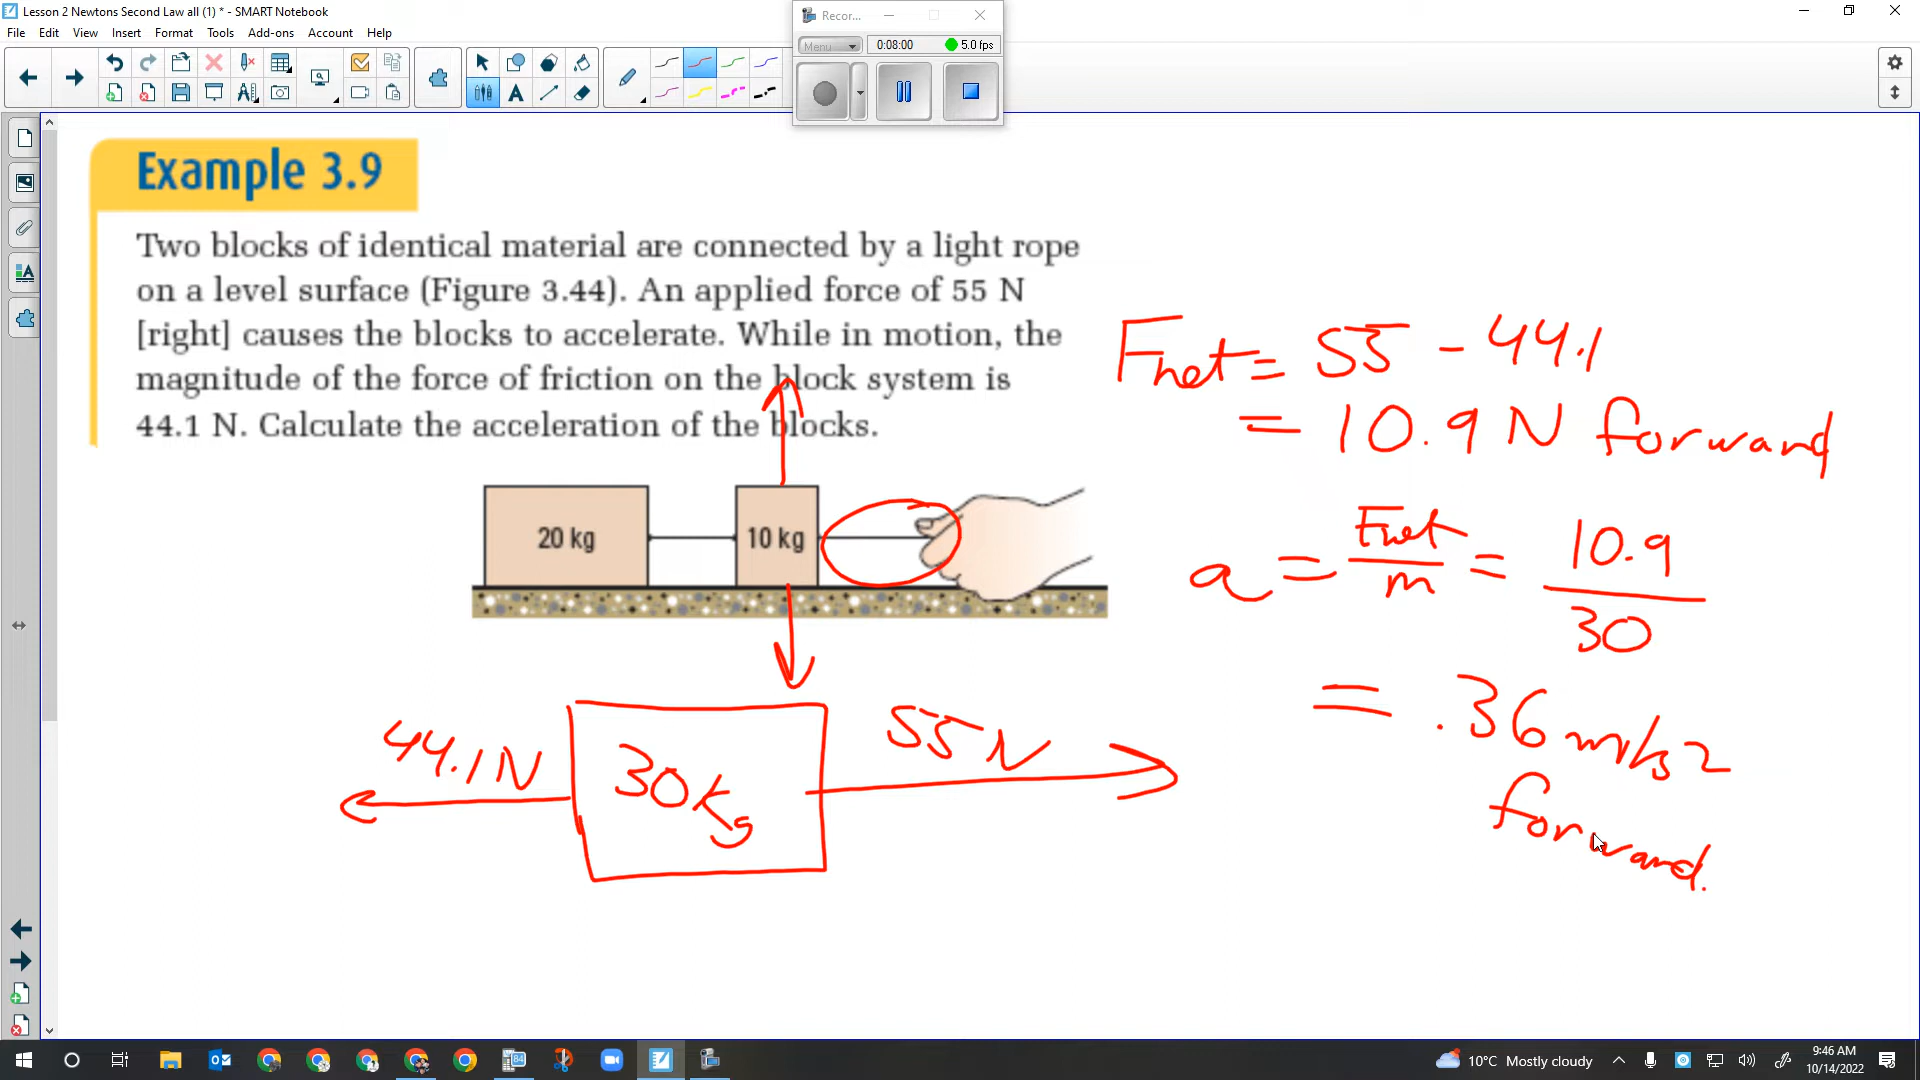 Lesson 2 Newtons Second Law all (1) * - SMART Notebook
File Edit View Insert Format Tools Add-ons Account Help
Recor...
Menu 0:08:00 5.0 fps
Example 3.9
Two blocks of identical material are connected by a light rope
on a level surface (Figure 3.44). An applied force of 55 N
[right] causes the blocks to accelerate. While in motion, the
magnitude of the force of friction on the block system is
44.1 N. Calculate the acceleration of the blocks.
20 kg 10 kg
44.1N 30Kg 55N
Fnet = 55 - 44.1
= 10.9 N forward
a = Fnet/m = 10.9/30
= .36 m/s2
forward.
10°C Mostly cloudy
9:46 AM
10/14/2022